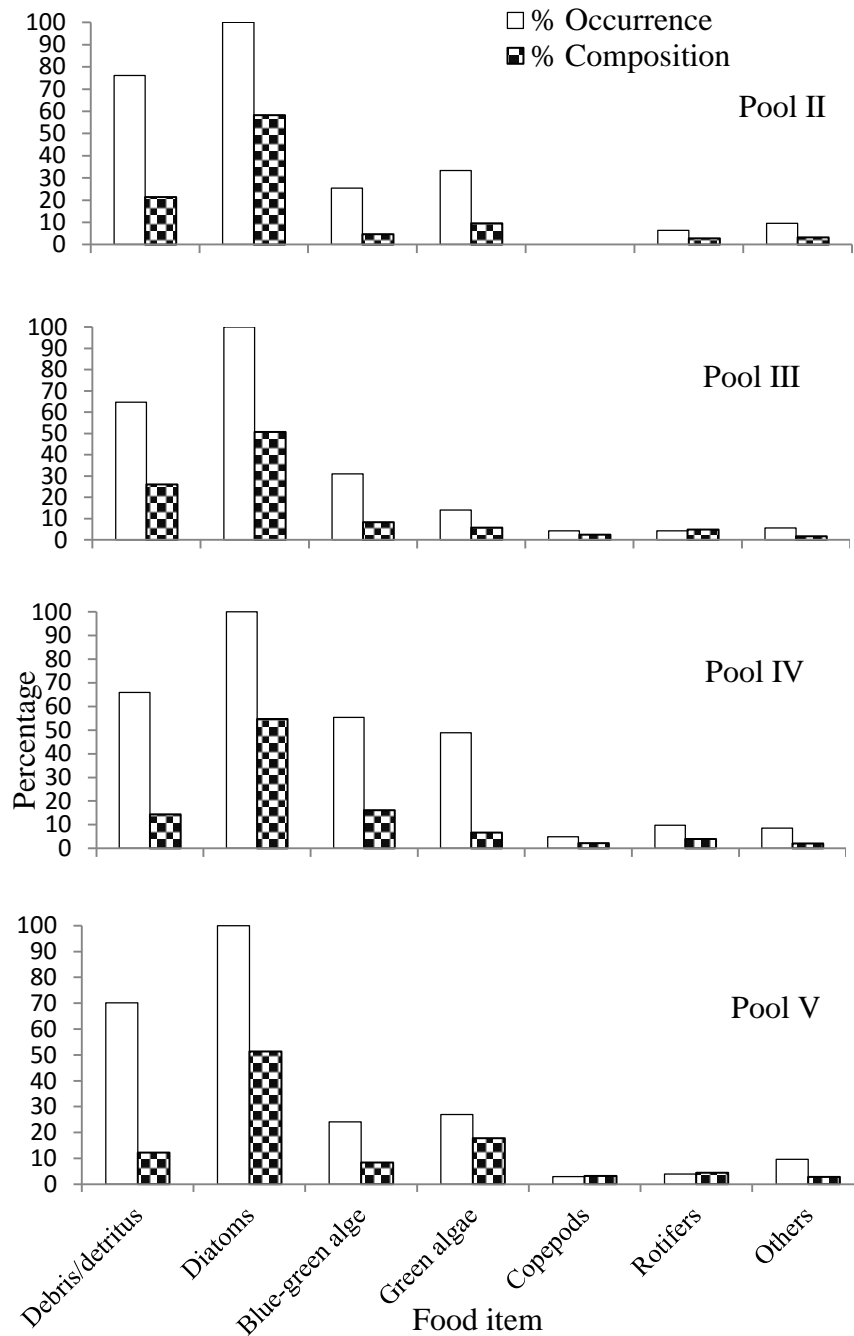 % Occurrence
% Composition
100
90
80
70
60
50
40
30
20
10
0
Pool II
100
90
80
70
60
50
40
30
20
10
0
Pool III
100
90
80
70
60
50
40
30
20
10
0
Pool IV
Percentage
100
90
80
70
60
50
40
30
20
10
0
Pool V
Debris/detritus
Diatoms
Blue-green alge
Green algae
Copepods
Rotifers
Others
Food item